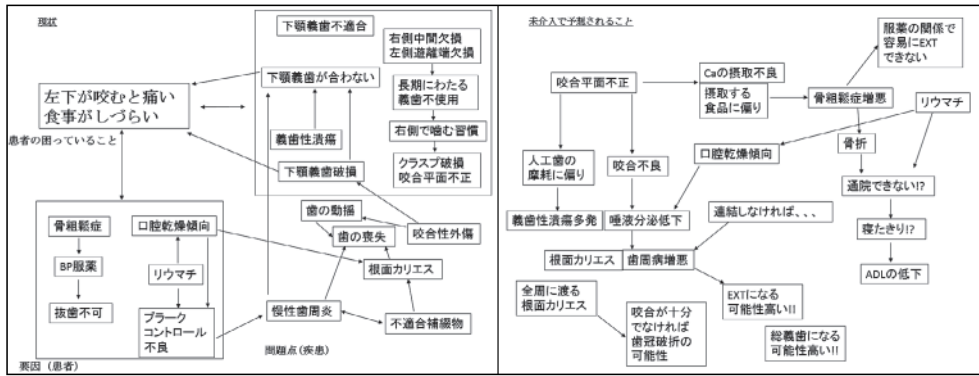 現状
下顎義歯不適合
右側中間欠損
左側遊離端欠損
下顎義歯が合わない
長期にわたる
義歯不使用
左下が咬むと痛い
食事がしづらい
患者の困っていること
義歯性潰瘍
右側で噛む習慣
下顎義歯破損
クラスプ破損
咬合平面不正
歯の動揺
骨粗鬆症
口腔乾燥傾向
歯の喪失
咬合性外傷
BP服薬
リウマチ
根面カリエス
抜歯不可
プラーク
コントロール
不良
慢性歯周炎
不適合補綴物
問題点(疾患)
要因(患者)
未介入で予測されること
服薬の関係で
容易にEXT
できない
咬合平面不正
Caの摂取不良
摂取する
食品に偏り
骨粗鬆症増悪
リウマチ
骨折
人工歯の
摩耗に偏り
咬合不良
口腔乾燥傾向
通院できない!?
義歯性潰瘍多発
唾液分泌低下
連結しなければ、、、
寝たきり!?
根面カリエス
歯周病増悪
ADLの低下
全周に渡る
根面カリエス
EXTになる
可能性高い!!
咬合が十分
でなければ
歯冠破折の
可能性
総義歯になる
可能性高い!!